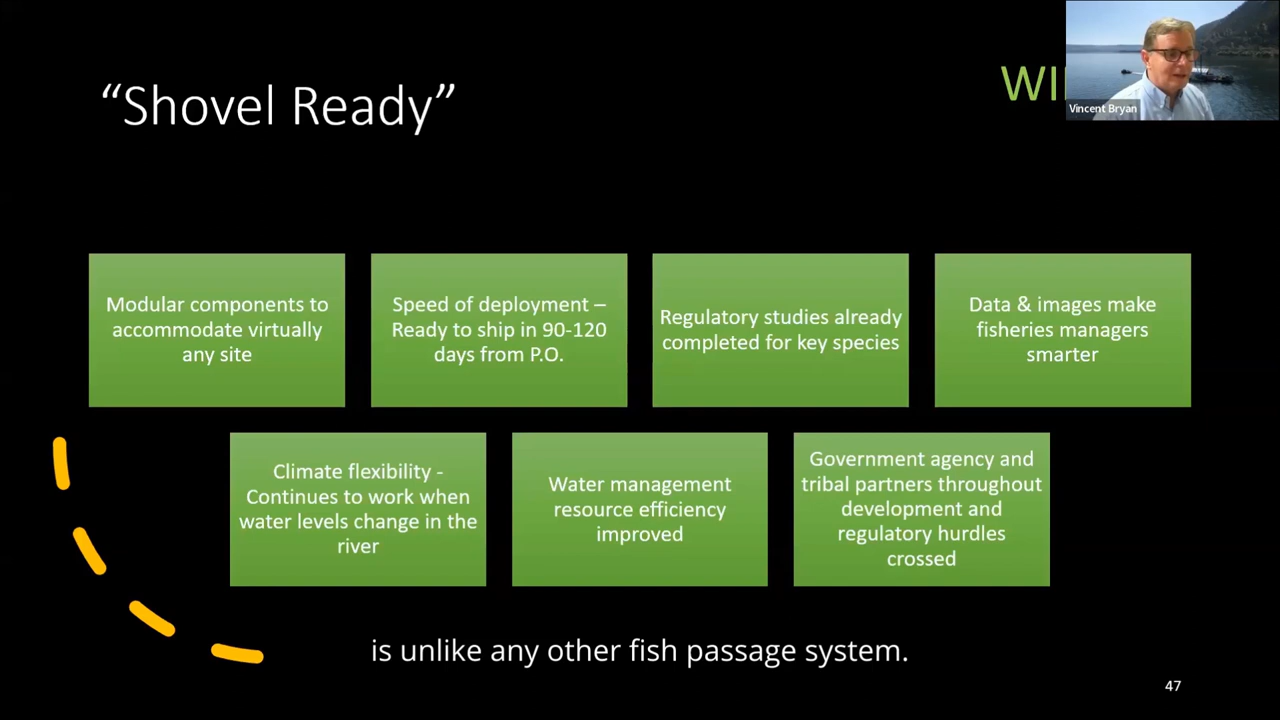 “Shovel Ready”
WI
Vincent Bryan
Modular components to
accommodate virtually
any site
Speed of deployment –
Ready to ship in 90-120
days from P.O.
Regulatory studies already
completed for key species
Data & images make
fisheries managers
smarter
Climate flexibility -
Continues to work when
water levels change in the
river
Water management
resource efficiency
improved
Government agency and
tribal partners throughout
development and
regulatory hurdles
crossed
is unlike any other fish passage system.
47